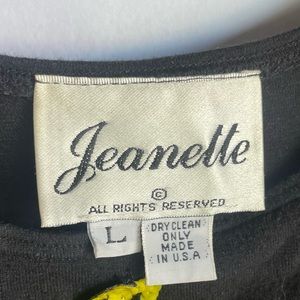 Jeanette
©
ALL RIGHTS RESERVED
L
DRY CLEAN
ONLY
MADE
IN U.S.A